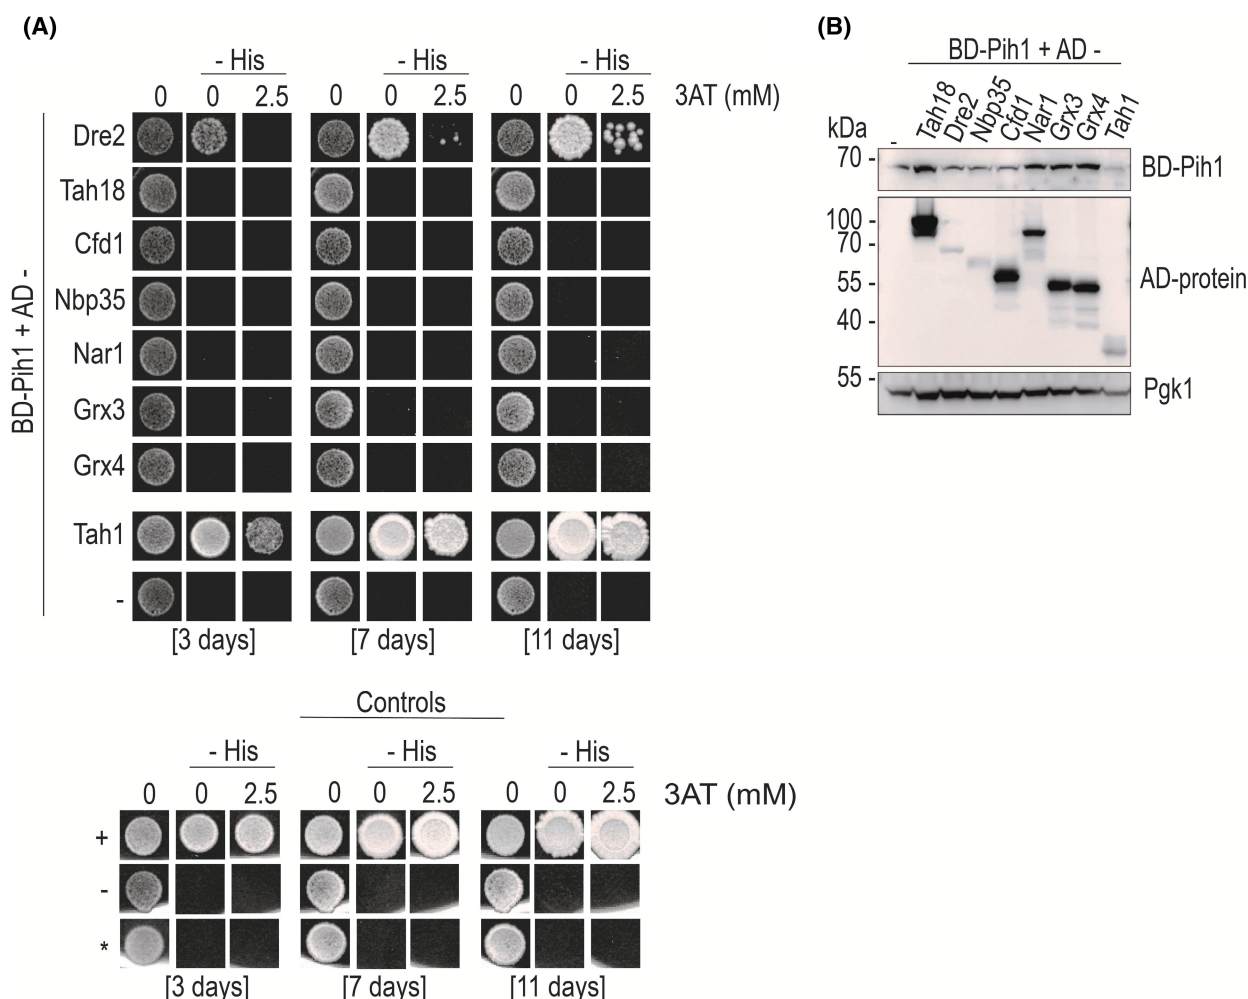 (A)
- His - His - His
0 0 2.5 0 0 2.5 0 0 2.5 3AT (mM)
BD-Pih1 + AD -
Dre2
Tah18
Cfd1
Nbp35
Nar1
Grx3
Grx4
Tah1
-
[3 days] [7 days] [11 days]
Controls
- His - His - His
0 0 2.5 0 0 2.5 0 0 2.5 3AT (mM)
+
-
*
[3 days] [7 days] [11 days]
(B)
BD-Pih1 + AD -
- Tah18 Dre2 Nbp35 Cfd1 Nar1 Grx3 Grx4 Tah1
kDa
70 - BD-Pih1
100 -
70 -
55 - AD-protein
40 -
55 - Pgk1